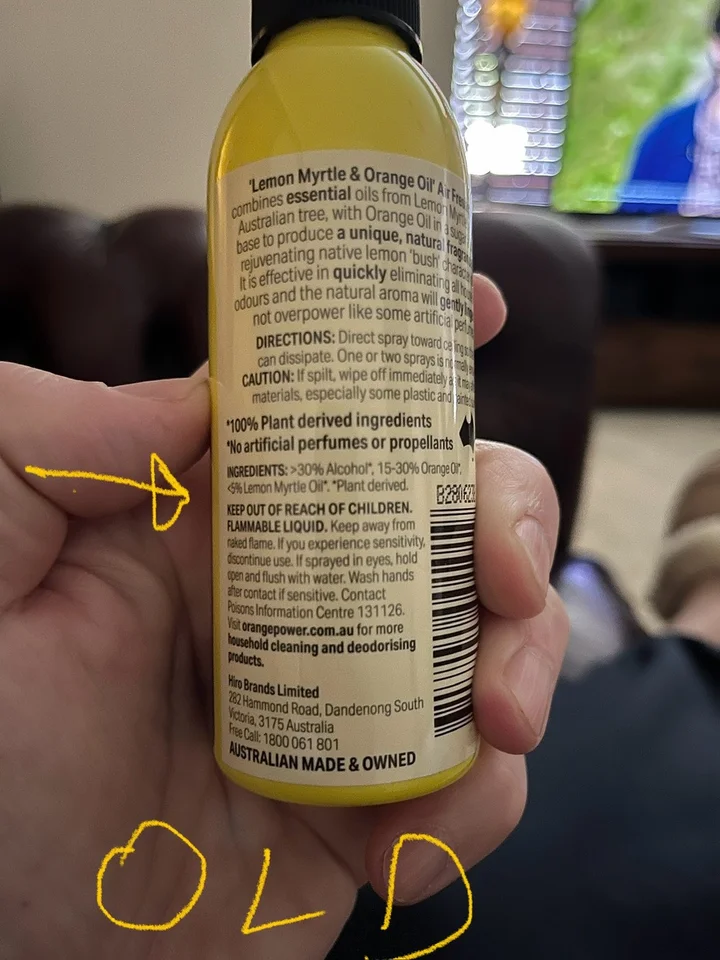 'Lemon Myrtle & Orange Oil' Air
combines essential oils from Lemon
Australian tree, with Orange Oil in a
base to produce a unique, natural
rejuvenating native lemon 'bush'
It is effective in quickly eliminating
odours and the natural aroma will gently
not overpower like some artificial
DIRECTIONS: Direct spray toward
can dissipate. One or two sprays is
CAUTION: If spilt, wipe off immediately
materials, especially some plastic and
*100% Plant derived ingredients
*No artificial perfumes or propellants
INGREDIENTS: >30% Alcohol*, 15-30% Orange Oil*,
<5% Lemon Myrtle Oil*. *Plant derived.
KEEP OUT OF REACH OF CHILDREN.
FLAMMABLE LIQUID. Keep away from
naked flame. If you experience sensitivity,
discontinue use. If sprayed in eyes, hold
open and flush with water. Wash hands
after contact if sensitive. Contact
Poisons Information Centre 131126.
Visit orangepower.com.au for more
household cleaning and deodorising
products.
Hiro Brands Limited
282 Hammond Road, Dandenong South
Victoria, 3175 Australia
Free Call: 1800 061 801
AUSTRALIAN MADE & OWNED
OLD